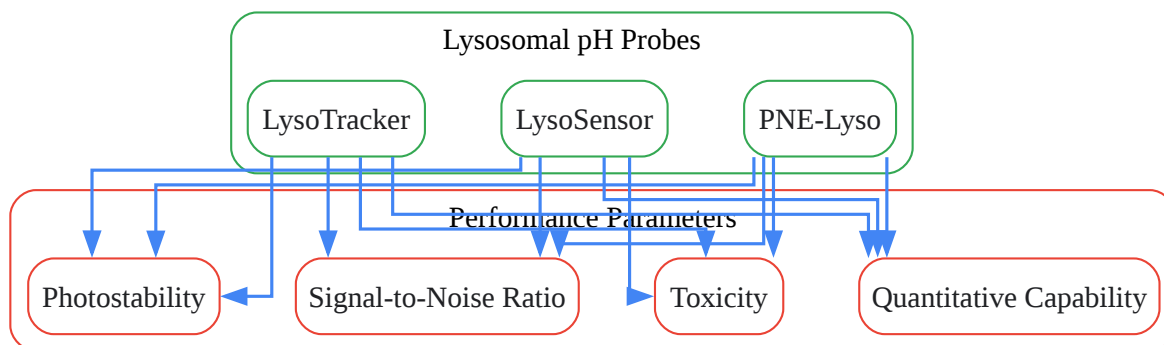 Lysosomal pH Probes
LysoTracker
LysoSensor
PNE-Lyso
Performance Parameters
Photostability
Signal-to-Noise Ratio
Toxicity
Quantitative Capability